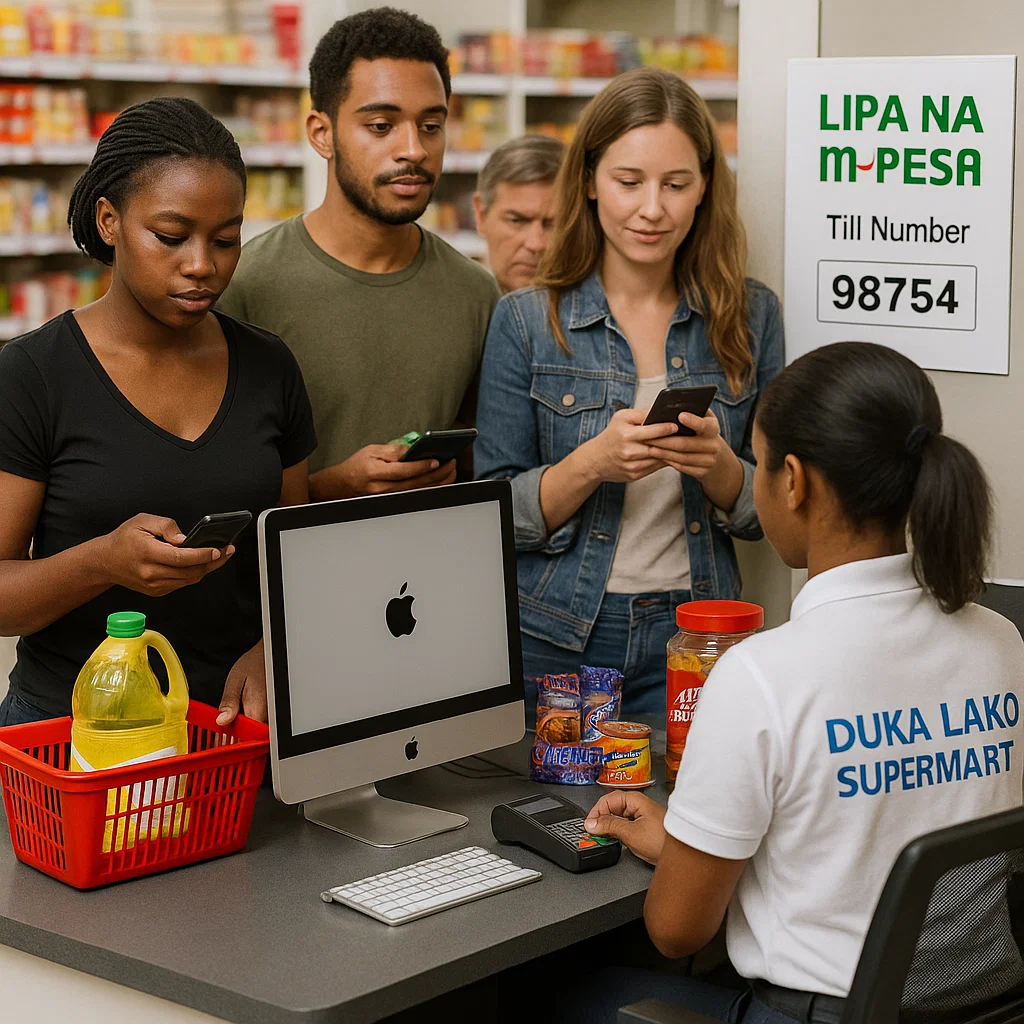 LIPA NA
M-PESA
Till Number
98754
DUKA LAKO
SUPERMART